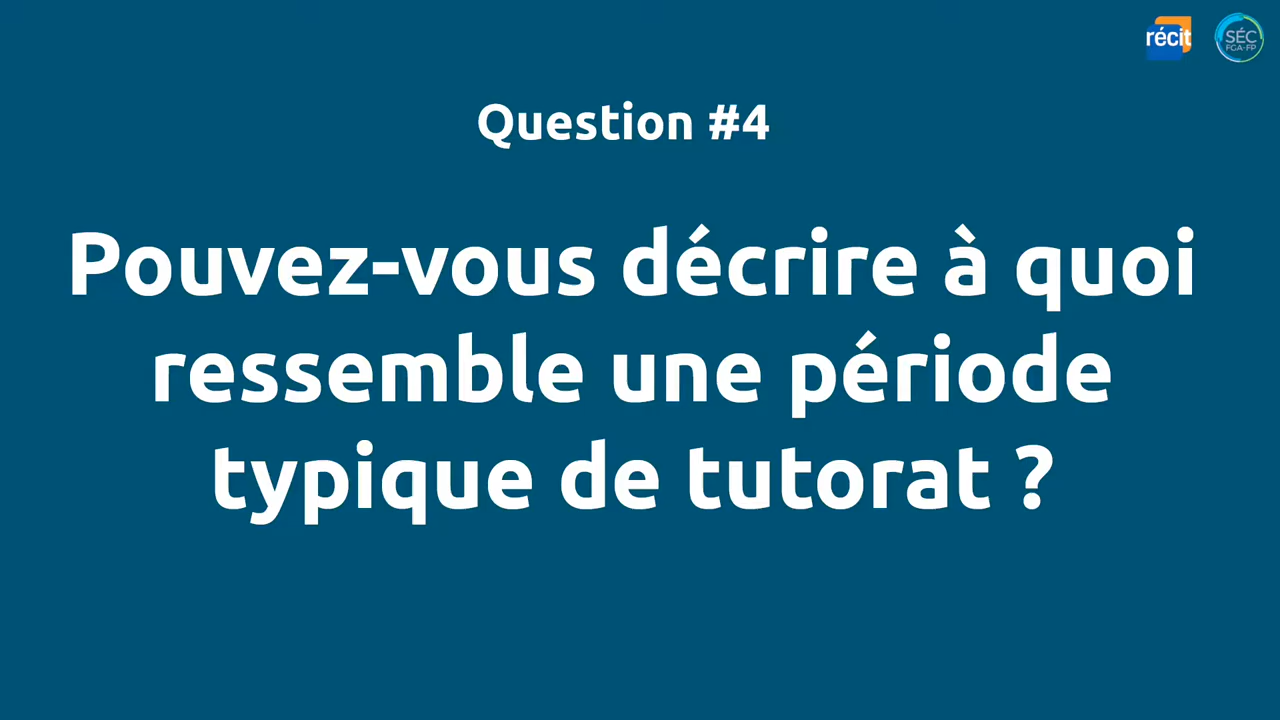 récit
SÉC
FGA-FP
Question #4
Pouvez-vous décrire à quoi
ressemble une période
typique de tutorat ?